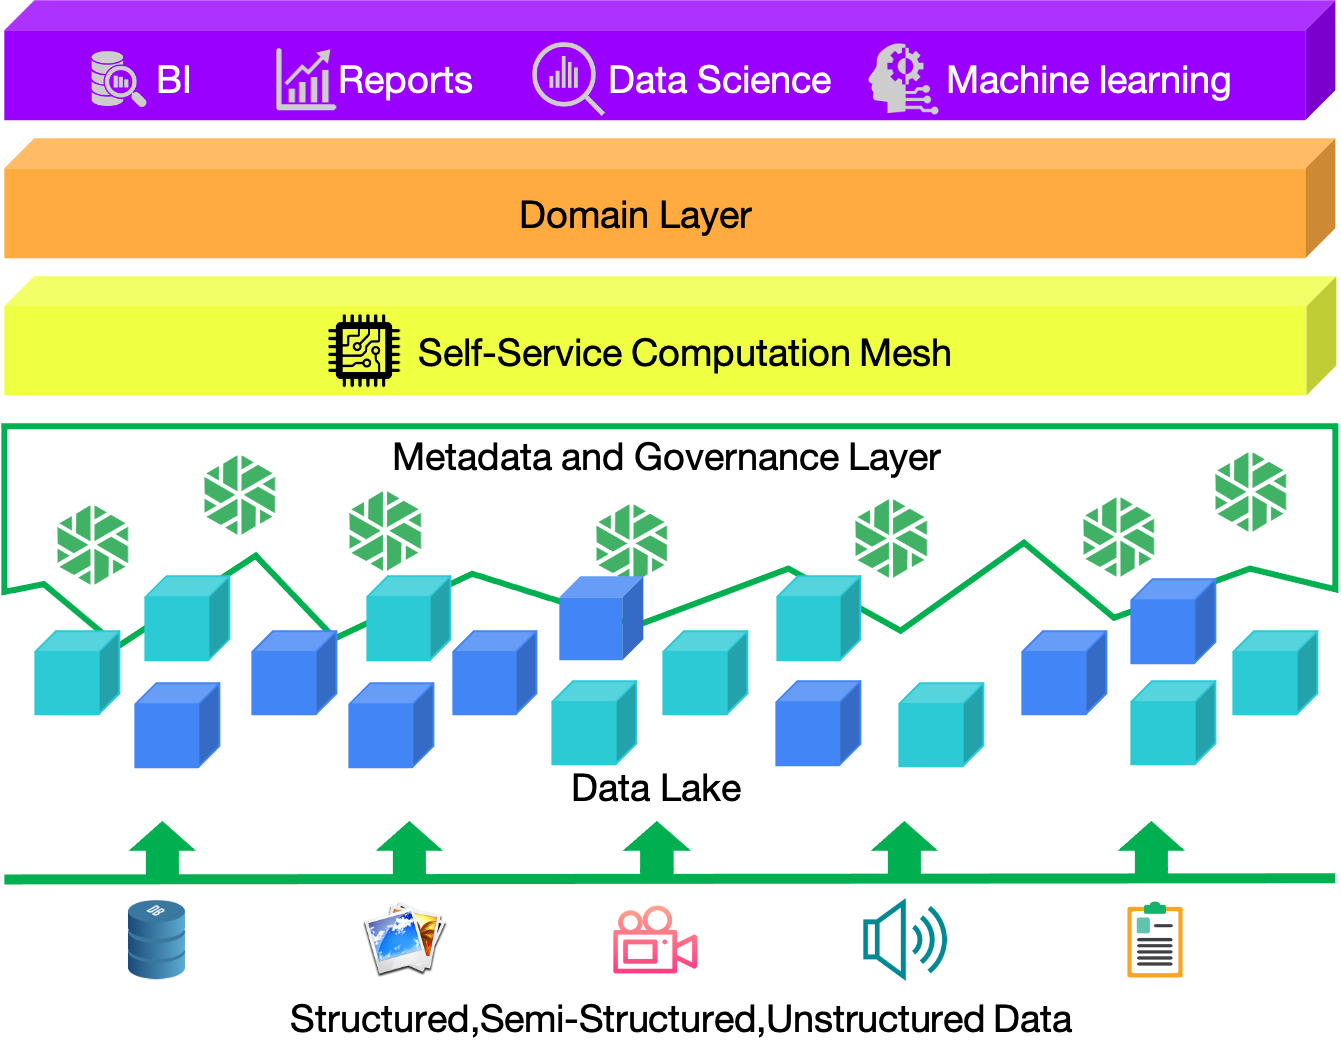 BI
Reports
Data Science
Machine learning
Domain Layer
Self-Service Computation Mesh
Metadata and Governance Layer
Data Lake
DB
Structured,Semi-Structured,Unstructured Data